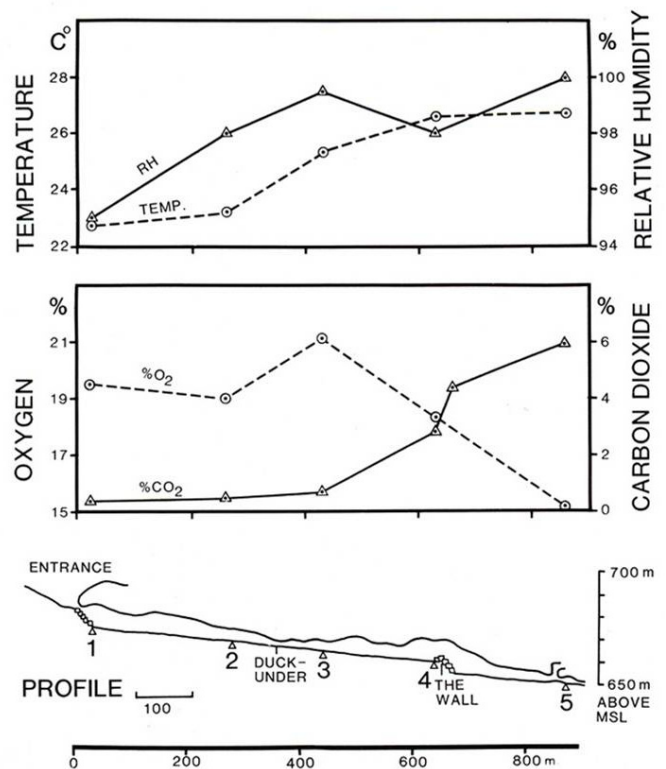 C° %
TEMPERATURE
28
26
24
22
RH
TEMP.
100
98
96
94
RELATIVE HUMIDITY
% %
OXYGEN
21
19
17
15
%O₂
%CO₂
6
4
2
0
CARBON DIOXIDE
ENTRANCE
1
2
DUCK-
UNDER
3
4
THE
WALL
5
700 m
650 m
ABOVE
MSL
PROFILE
100
0 200 400 600 800 m